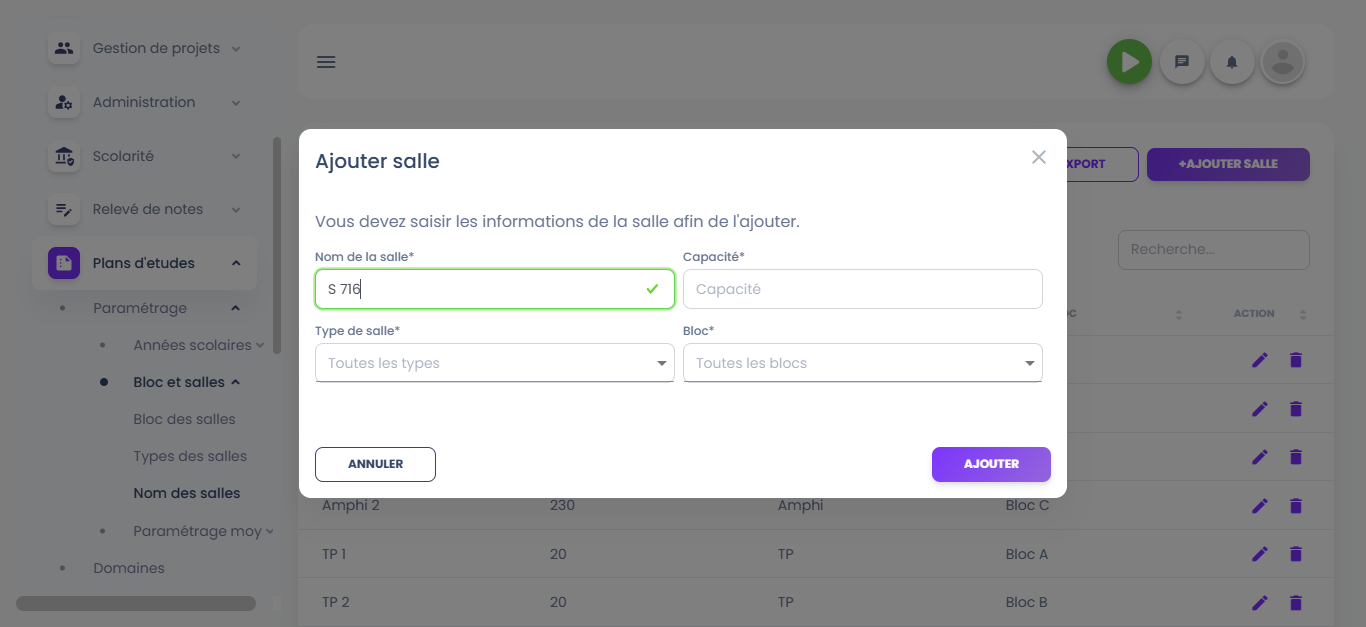 Gestion de projets
Administration
Scolarité
Relevé de notes
Plans d'etudes
Paramétrage
Années scolaires
Bloc et salles
Bloc des salles
Types des salles
Nom des salles
Paramétrage moy
Domaines
XPORT
+AJOUTER SALLE
Recherche...
OC
ACTION
Ajouter salle
Vous devez saisir les informations de la salle afin de l'ajouter.
Nom de la salle* Capacité*
S 716 Capacité
Type de salle* Bloc*
Toutes les types Toutes les blocs
ANNULER AJOUTER
Amphi 2 230 Amphi Bloc C
TP 1 20 TP Bloc A
TP 2 20 TP Bloc B